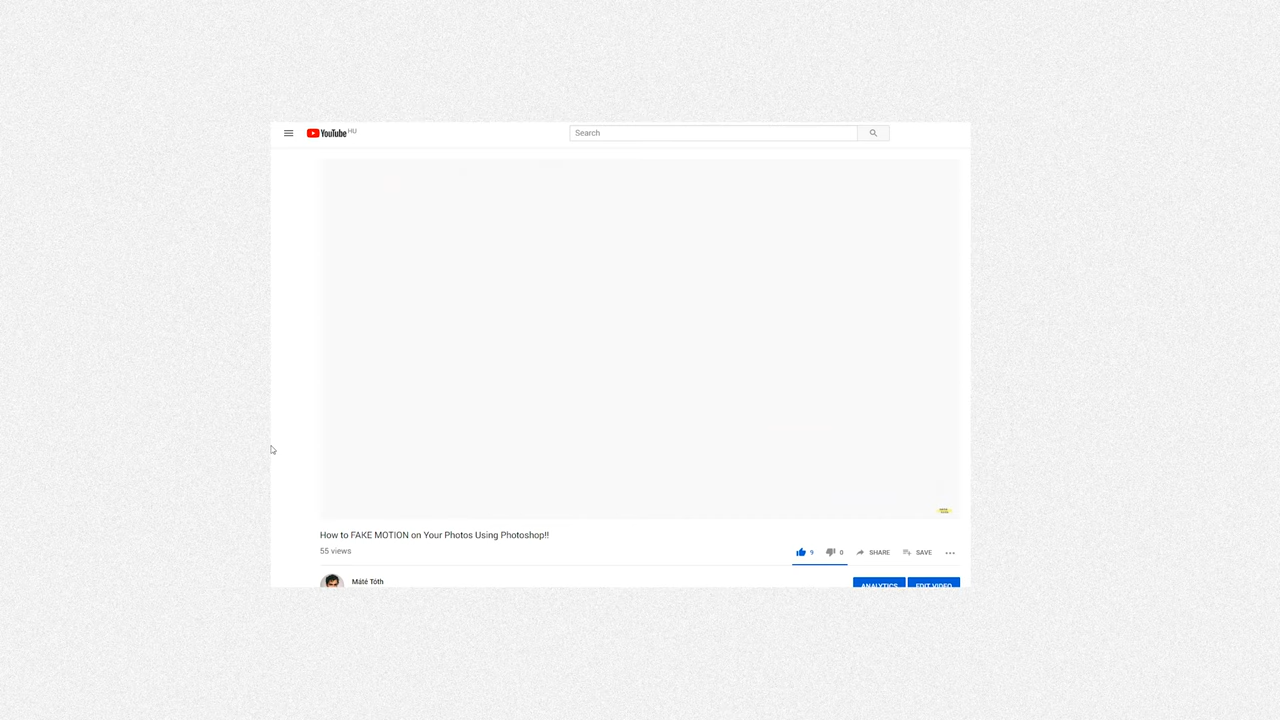 YouTube HU
Search
How to FAKE MOTION on Your Photos Using Photoshop!!
55 views
9
0
SHARE
SAVE
Máté Tóth
ANALYTICS
EDIT VIDEO